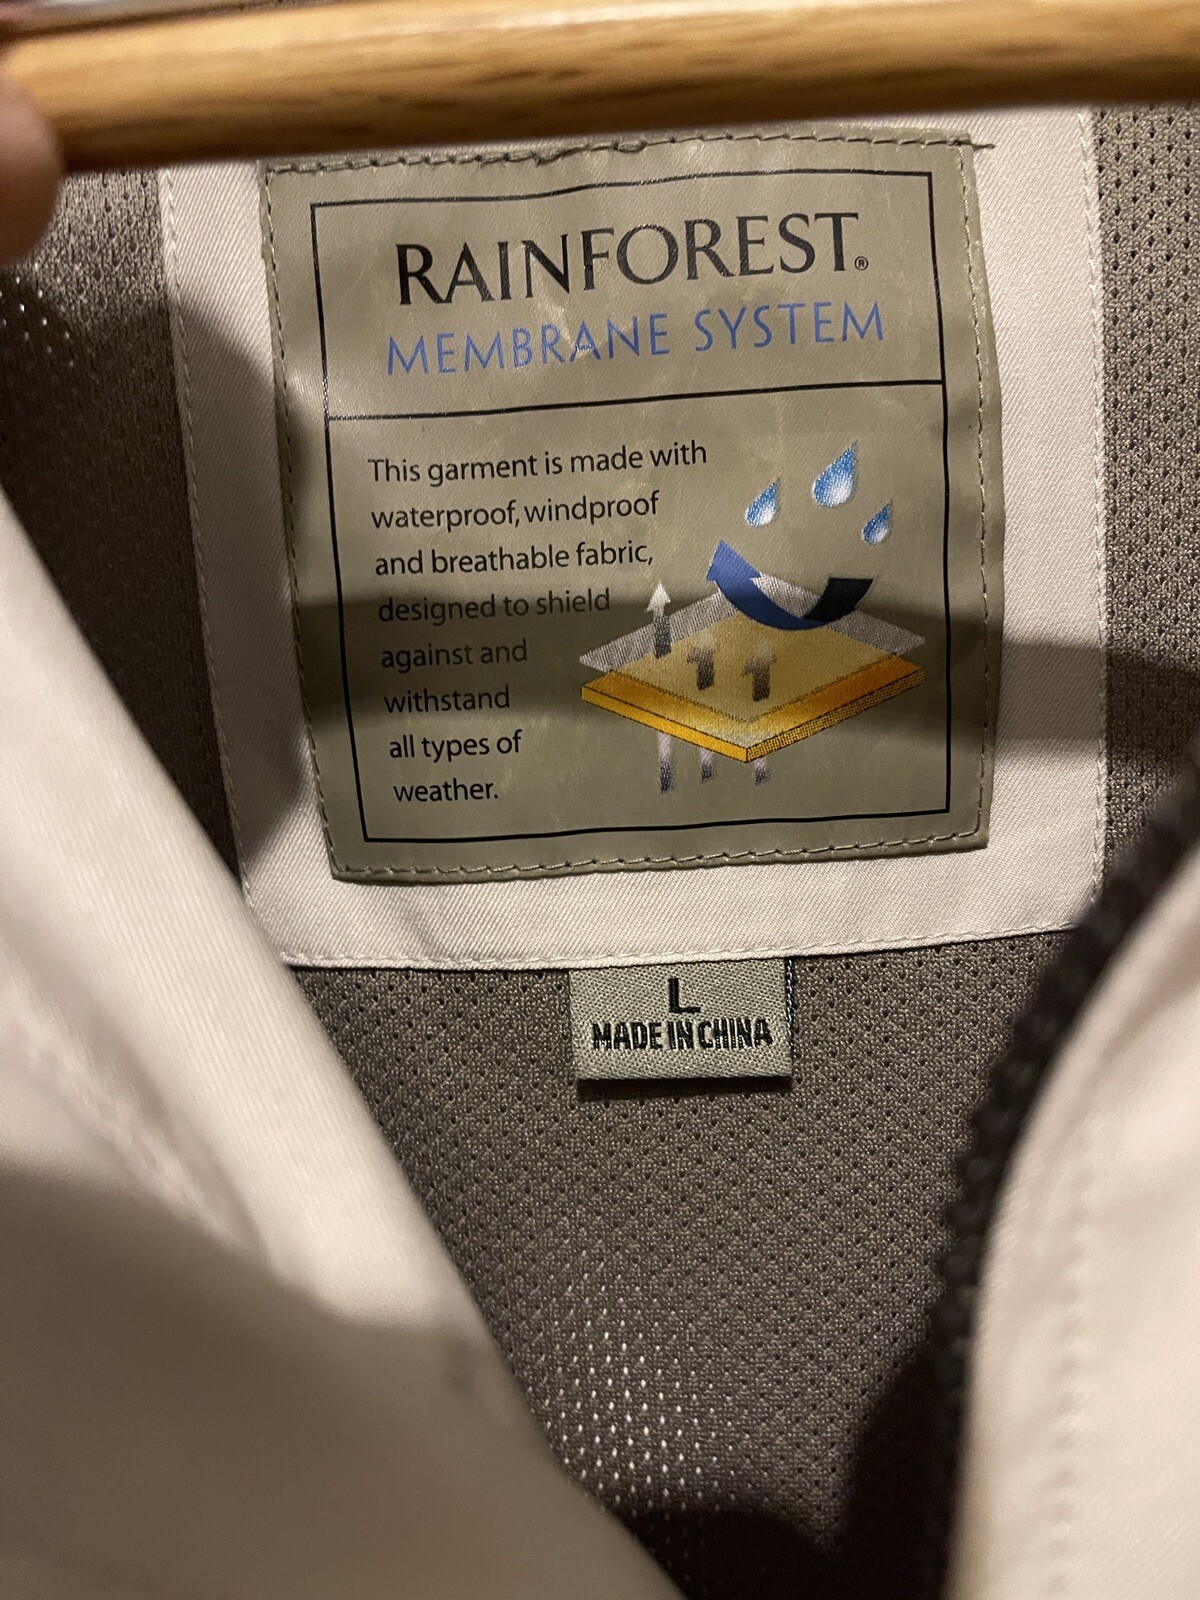 RAINFOREST®
MEMBRANE SYSTEM
This garment is made with
waterproof, windproof
and breathable fabric,
designed to shield
against and
withstand
all types of
weather.
L
MADE IN CHINA